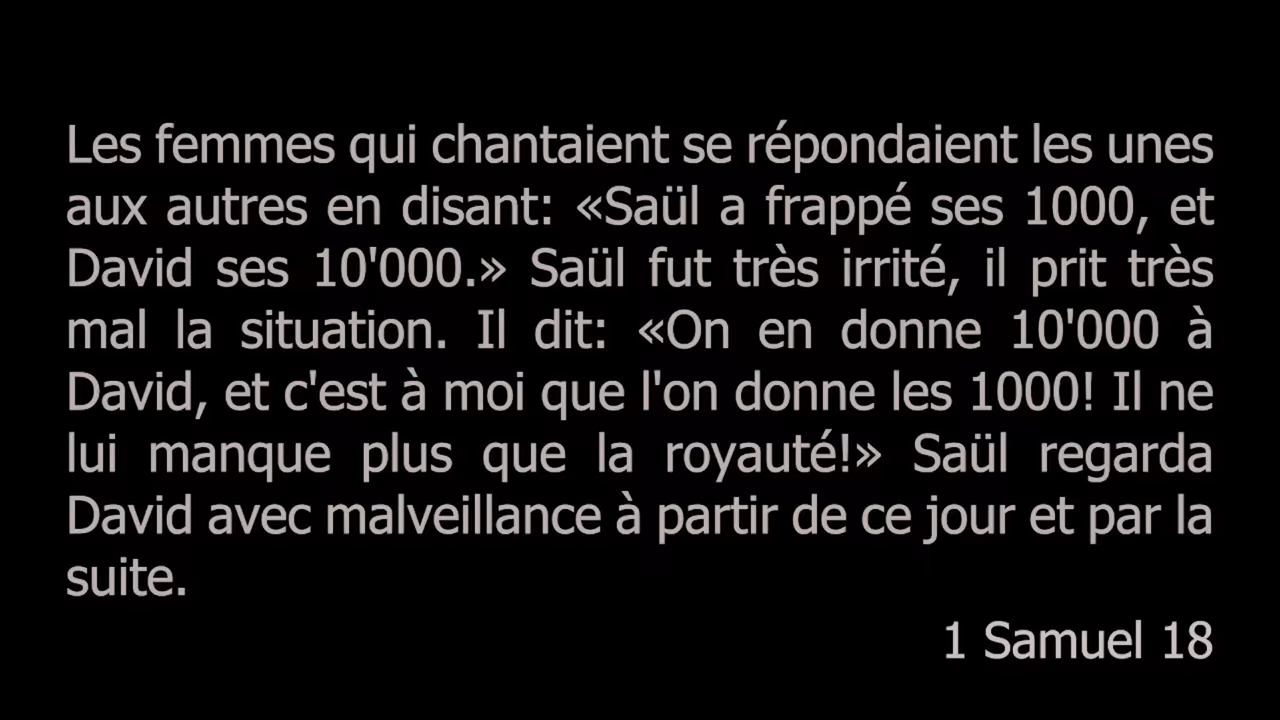 Les femmes qui chantaient se répondaient les unes
aux autres en disant: «Saül a frappé ses 1000, et
David ses 10'000.» Saül fut très irrité, il prit très
mal la situation. Il dit: «On en donne 10'000 à
David, et c'est à moi que l'on donne les 1000! Il ne
lui manque plus que la royauté!» Saül regarda
David avec malveillance à partir de ce jour et par la
suite.
1 Samuel 18